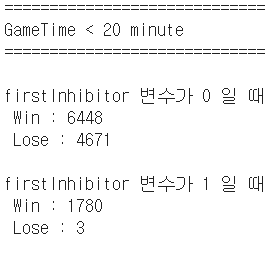 =============================
GameTime < 20 minute
=============================
firstInhibitor 변수가 0 일 때
Win : 6448
Lose : 4671
firstInhibitor 변수가 1 일 때
Win : 1780
Lose : 3